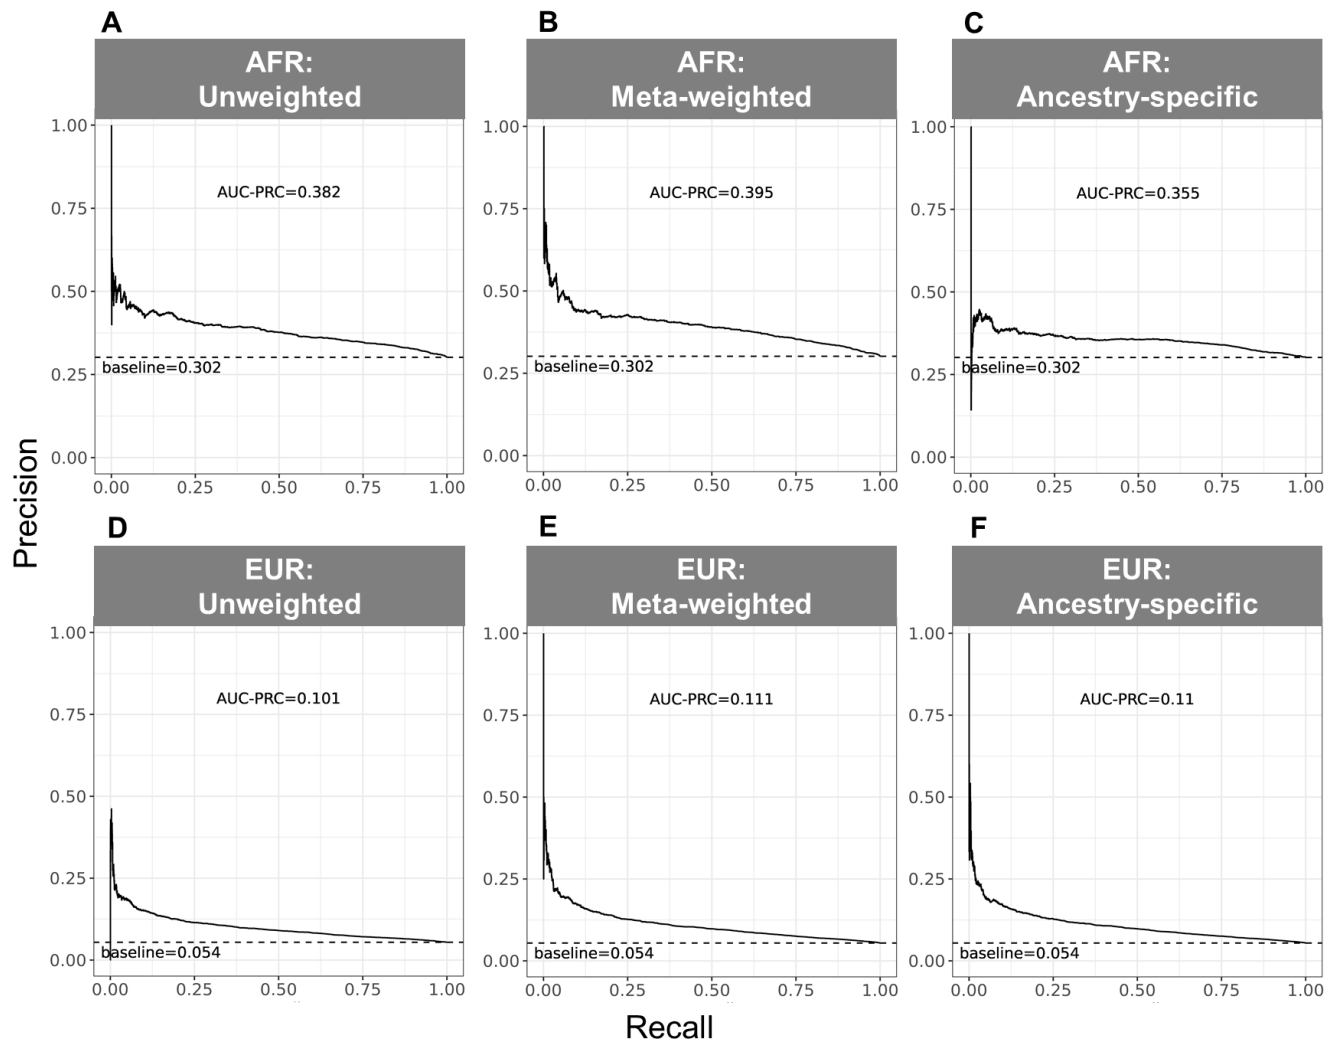 A
B
C
AFR:
Unweighted
AFR:
Meta-weighted
AFR:
Ancestry-specific
1.00
0.75
0.50
0.25
0.00
AUC-PRC=0.382
baseline=0.302
0.00 0.25 0.50 0.75 1.00
1.00
0.75
0.50
0.25
0.00
AUC-PRC=0.395
baseline=0.302
0.00 0.25 0.50 0.75 1.00
1.00
0.75
0.50
0.25
0.00
AUC-PRC=0.355
baseline=0.302
0.00 0.25 0.50 0.75 1.00
Precision
D
E
F
EUR:
Unweighted
EUR:
Meta-weighted
EUR:
Ancestry-specific
1.00
0.75
0.50
0.25
0.00
AUC-PRC=0.101
baseline=0.054
0.00 0.25 0.50 0.75 1.00
1.00
0.75
0.50
0.25
0.00
AUC-PRC=0.111
baseline=0.054
0.00 0.25 0.50 0.75 1.00
1.00
0.75
0.50
0.25
0.00
AUC-PRC=0.11
baseline=0.054
0.00 0.25 0.50 0.75 1.00
Recall